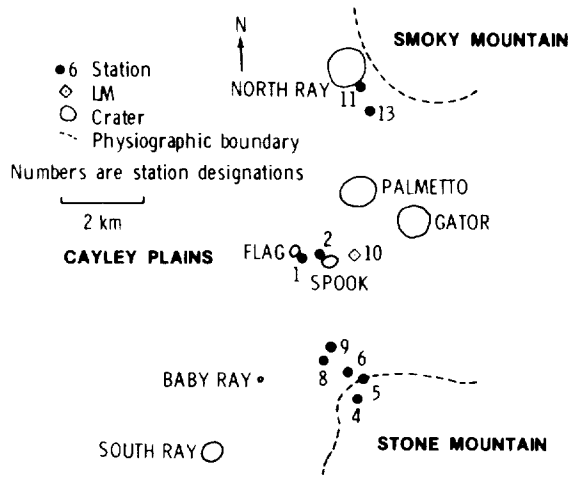 N
SMOKY MOUNTAIN
6 Station
LM
Crater
Physiographic boundary
Numbers are station designations
2 km
NORTH RAY
11
13
PALMETTO
GATOR
CAYLEY PLAINS
FLAG
2
10
1
SPOOK
9
6
8
5
4
BABY RAY
SOUTH RAY
STONE MOUNTAIN